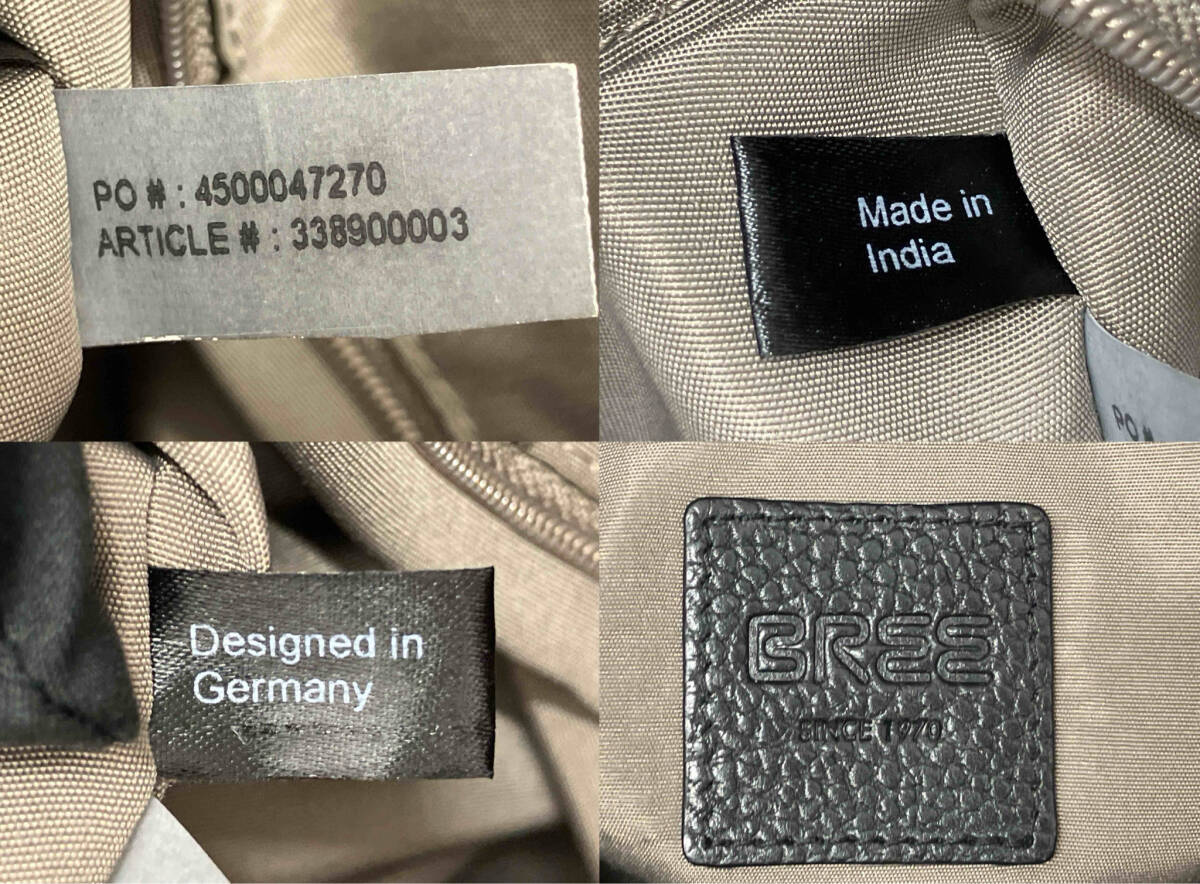 PO # : 4500047270
ARTICLE # : 338900003
Made in
India
PO #
Designed in
Germany
BREE
SINCE 1970